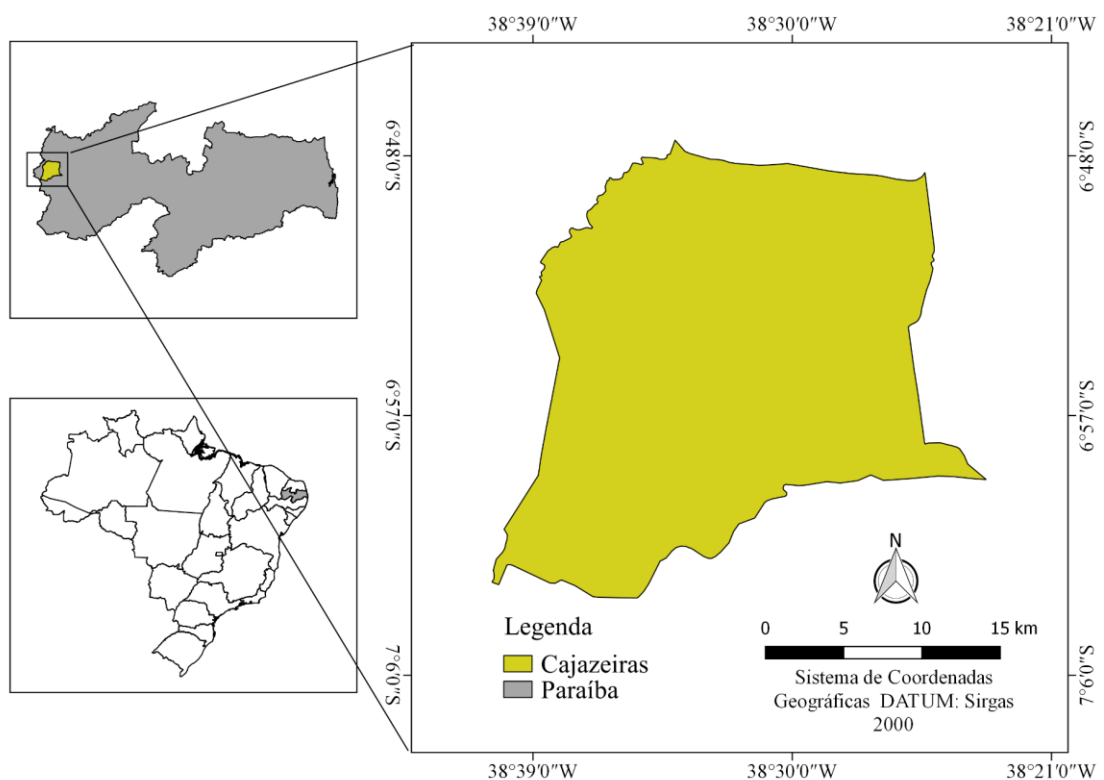 38°39′0″W 38°30′0″W 38°21′0″W
6°48′0″S
6°48′0″S
6°57′0″S
6°57′0″S
7°6′0″S
7°6′0″S
N
Legenda
Cajazeiras
Paraíba
0 5 10 15 km
Sistema de Coordenadas
Geográficas DATUM: Sirgas
2000
38°39′0″W 38°30′0″W 38°21′0″W